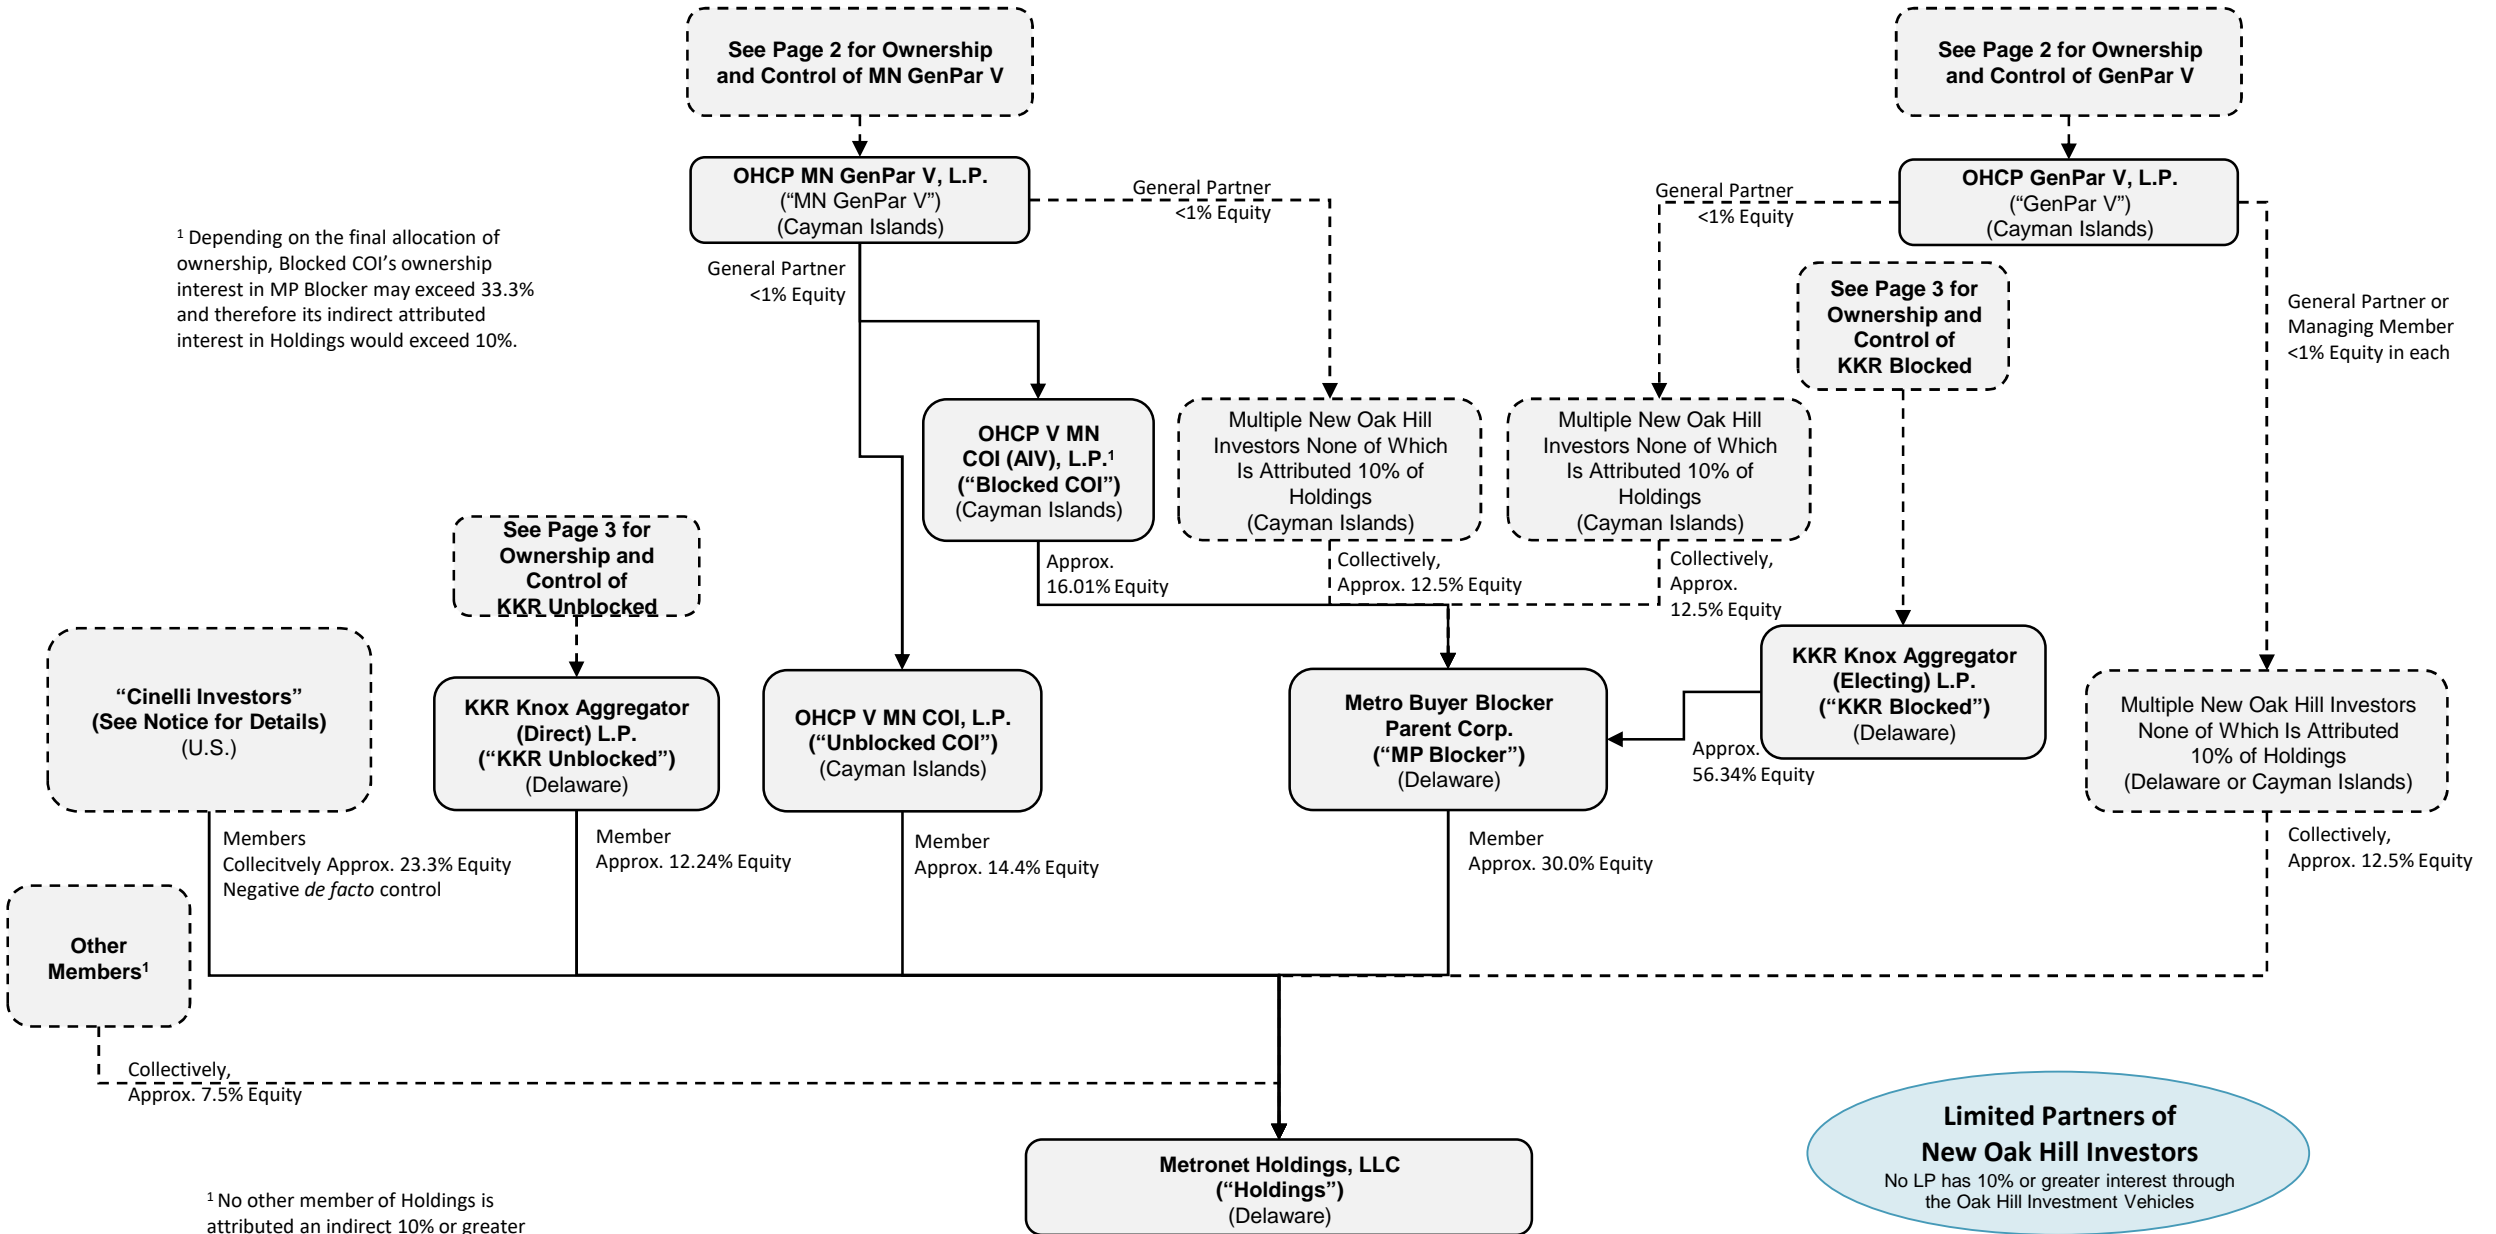 See Page 2 for Ownership
and Control of MN GenPar V
See Page 2 for Ownership
and Control of GenPar V
OHCP MN GenPar V, L.P.
(“MN GenPar V”)
(Cayman Islands)
General Partner
<1% Equity
General Partner
<1% Equity
OHCP GenPar V, L.P.
(“GenPar V”)
(Cayman Islands)
1 Depending on the final allocation of
ownership, Blocked COI’s ownership
interest in MP Blocker may exceed 33.3%
and therefore its indirect attributed
interest in Holdings would exceed 10%.
General Partner
<1% Equity
See Page 3 for
Ownership and
Control of
KKR Blocked
General Partner or
Managing Member
<1% Equity in each
OHCP V MN
COI (AIV), L.P.1
(“Blocked COI”)
(Cayman Islands)
Multiple New Oak Hill
Investors None of Which
Is Attributed 10% of
Holdings
(Cayman Islands)
Multiple New Oak Hill
Investors None of Which
Is Attributed 10% of
Holdings
(Cayman Islands)
See Page 3 for
Ownership and
Control of
KKR Unblocked
Approx.
16.01% Equity
Collectively,
Approx. 12.5% Equity
Collectively,
Approx.
12.5% Equity
“Cinelli Investors”
(See Notice for Details)
(U.S.)
KKR Knox Aggregator
(Direct) L.P.
(“KKR Unblocked”)
(Delaware)
OHCP V MN COI, L.P.
(“Unblocked COI”)
(Cayman Islands)
Metro Buyer Blocker
Parent Corp.
(“MP Blocker”)
(Delaware)
Approx.
56.34% Equity
KKR Knox Aggregator
(Electing) L.P.
(“KKR Blocked”)
(Delaware)
Multiple New Oak Hill Investors
None of Which Is Attributed
10% of Holdings
(Delaware or Cayman Islands)
Members
Collecitvely Approx. 23.3% Equity
Negative de facto control
Member
Approx. 12.24% Equity
Member
Approx. 14.4% Equity
Member
Approx. 30.0% Equity
Collectively,
Approx. 12.5% Equity
Other
Members1
Collectively,
Approx. 7.5% Equity
Metronet Holdings, LLC
(“Holdings”)
(Delaware)
Limited Partners of
New Oak Hill Investors
No LP has 10% or greater interest through
the Oak Hill Investment Vehicles
1 No other member of Holdings is
attributed an indirect 10% or greater